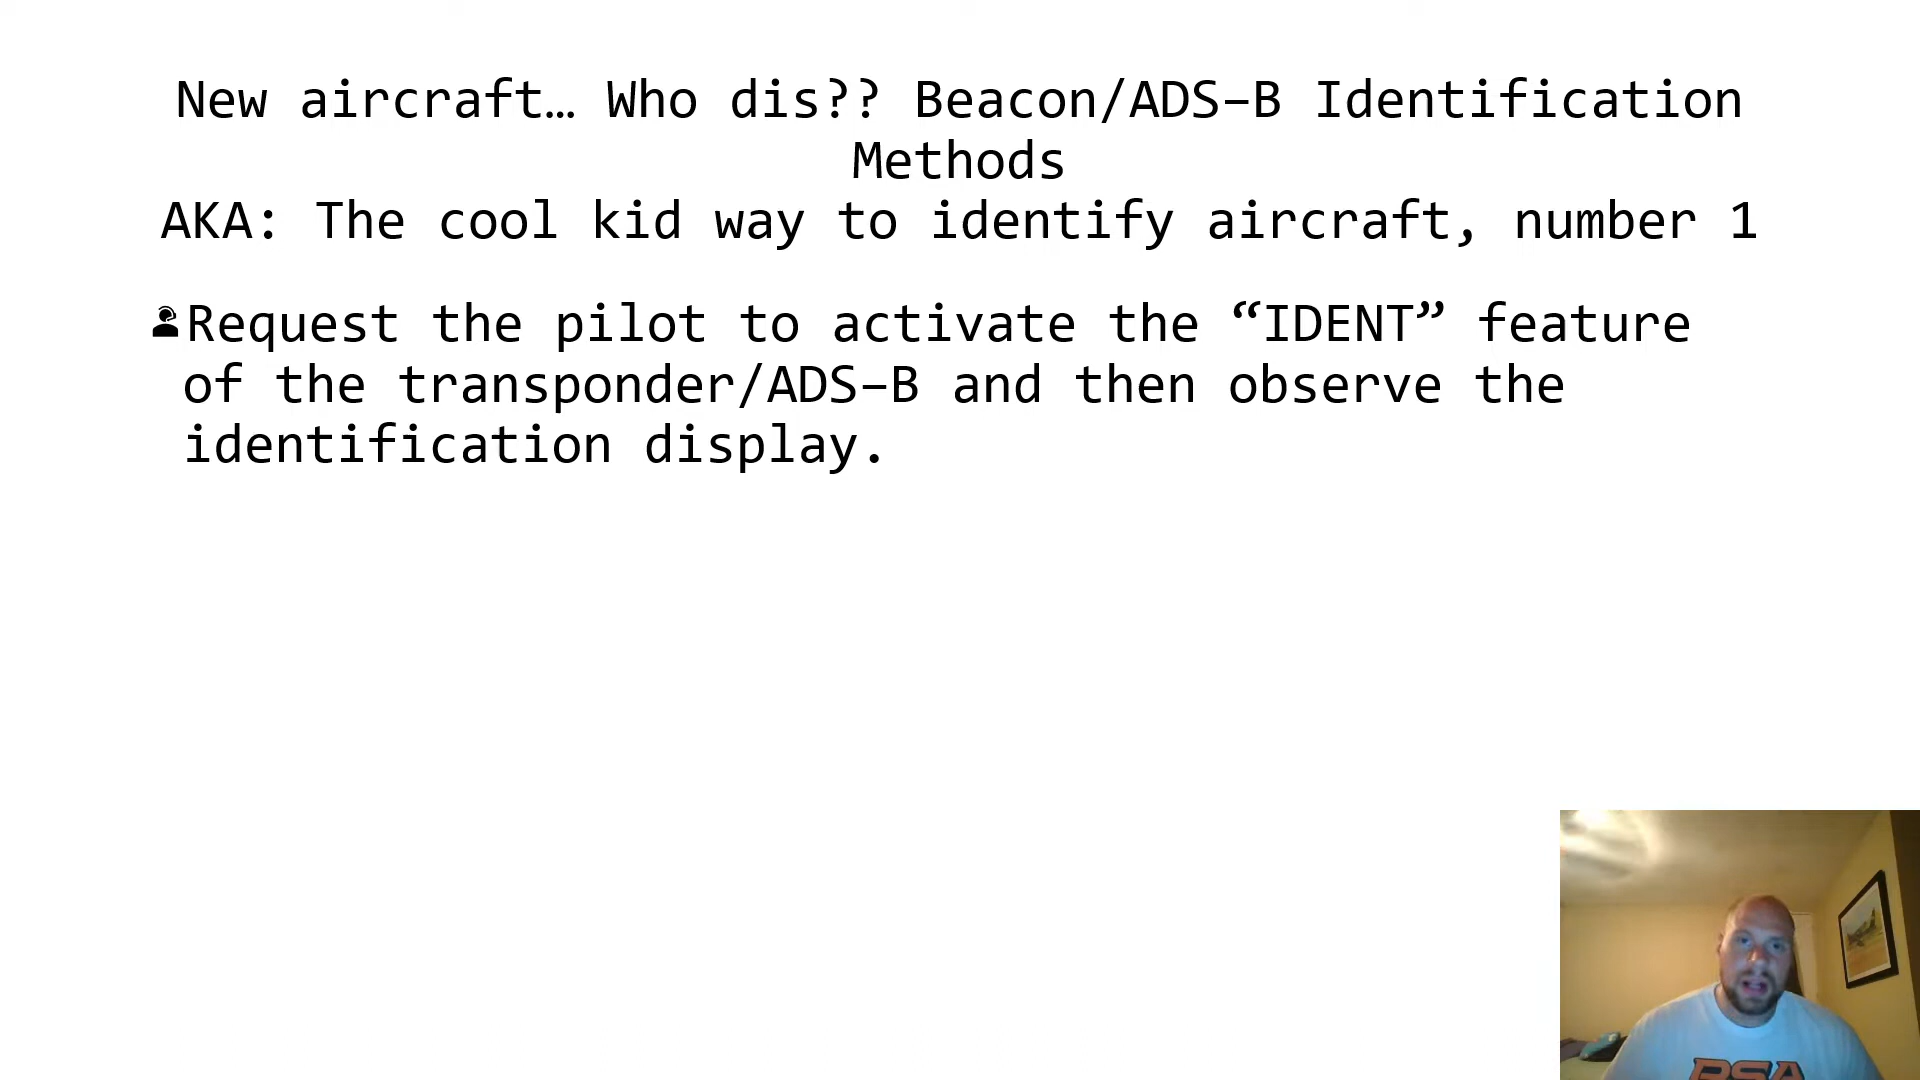 New aircraft… Who dis?? Beacon/ADS–B Identification
Methods
AKA: The cool kid way to identify aircraft, number 1
Request the pilot to activate the “IDENT” feature
of the transponder/ADS–B and then observe the
identification display.
PSA